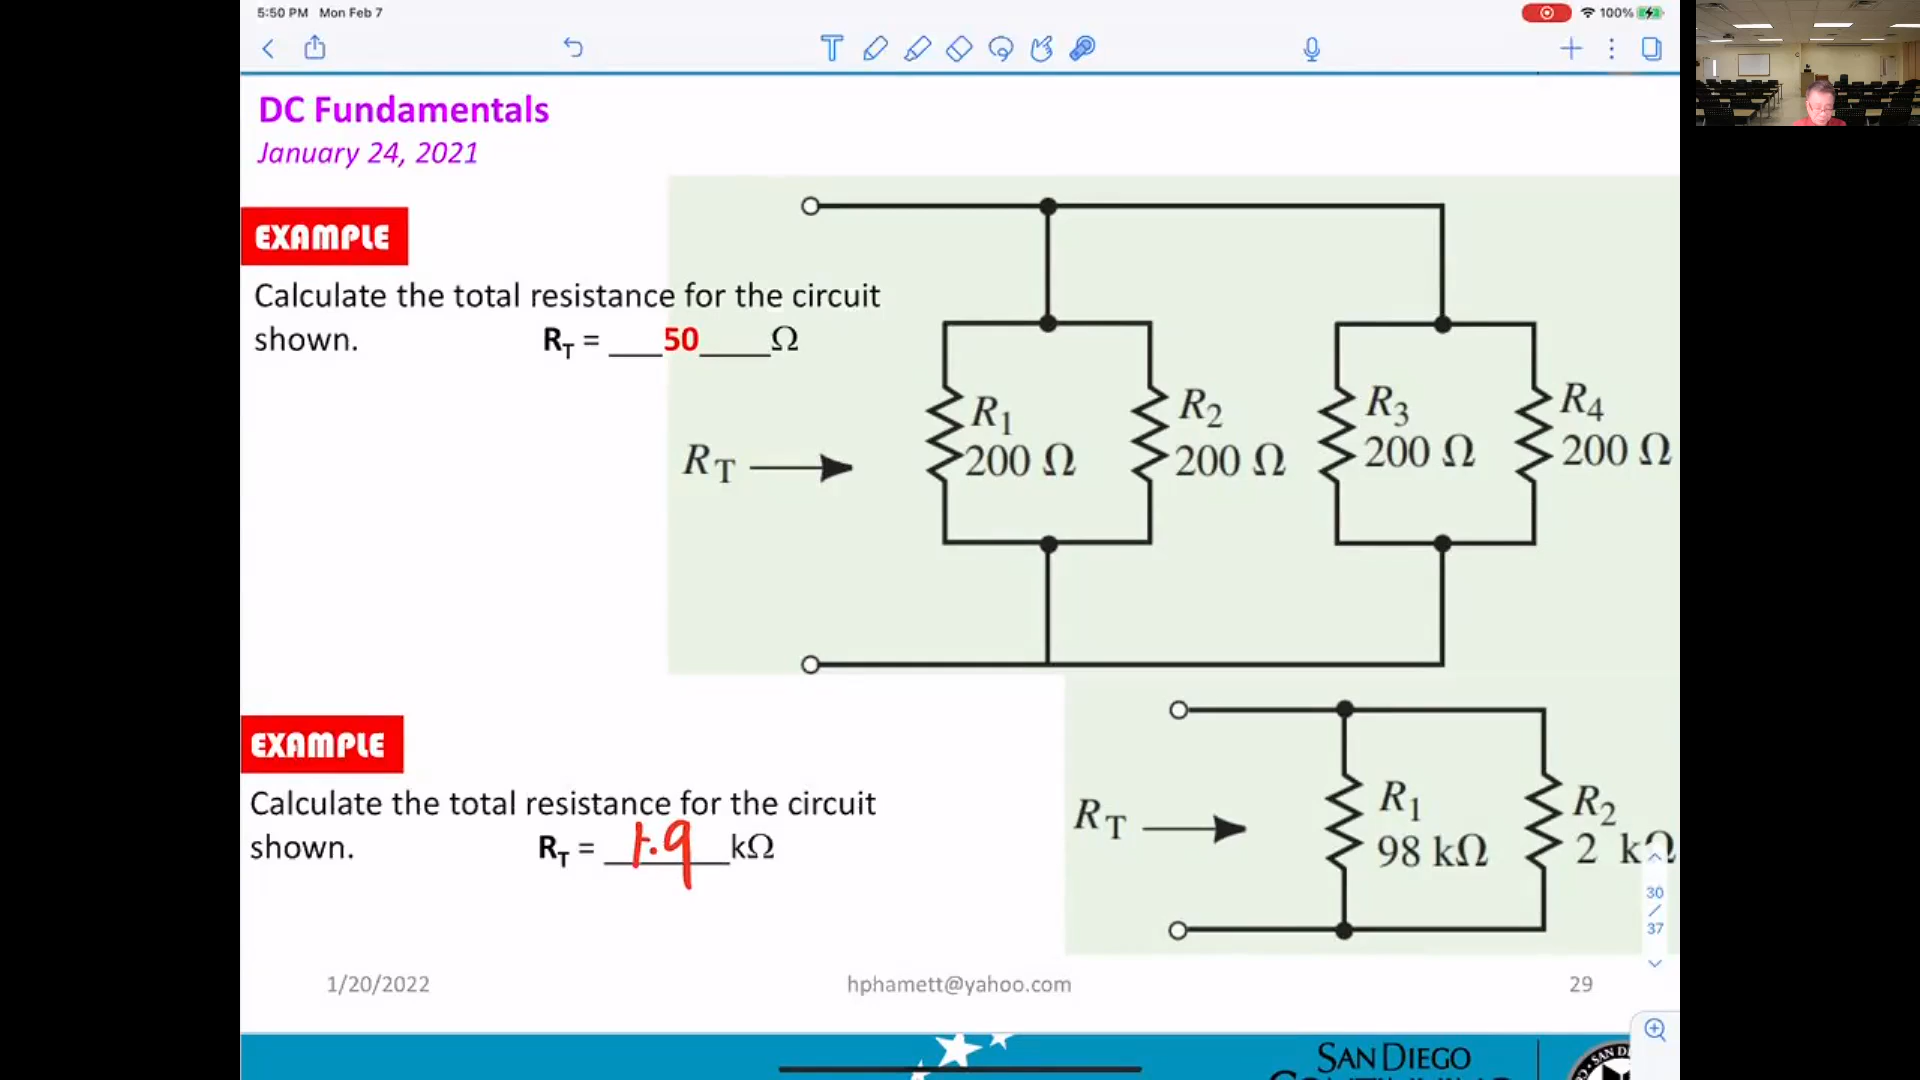 5:50 PM Mon Feb 7
100%
DC Fundamentals
January 24, 2021
EXAMPLE
Calculate the total resistance for the circuit
shown. RT = ___50____Ω
RT
R1
200 Ω
R2
200 Ω
R3
200 Ω
R4
200 Ω
EXAMPLE
Calculate the total resistance for the circuit
shown. RT = 1.9 kΩ
RT
R1
98 kΩ
R2
2 kΩ
30
/
37
1/20/2022
hphamett@yahoo.com
29
SAN DIEGO